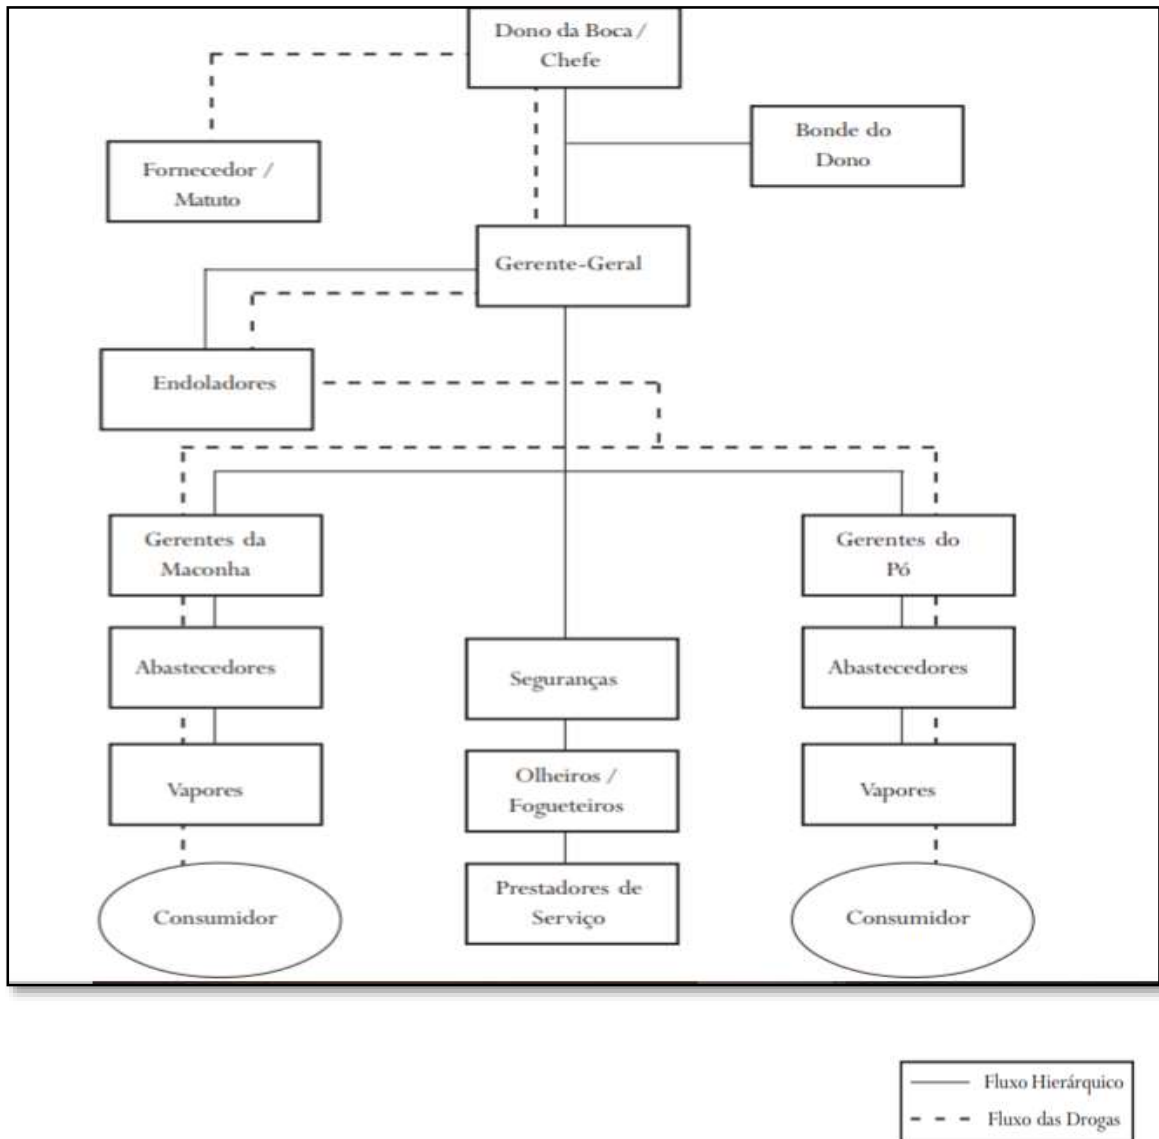 Dono da Boca /
Chefe
Bonde do
Dono
Fornecedor /
Matuto
Gerente-Geral
Endoladores
Gerentes da
Maconha
Gerentes do
Pó
Abastecedores
Seguranças
Abastecedores
Vapores
Olheiros /
Fogueteiros
Vapores
Consumidor
Prestadores de
Serviço
Consumidor
Fluxo Hierárquico
Fluxo das Drogas